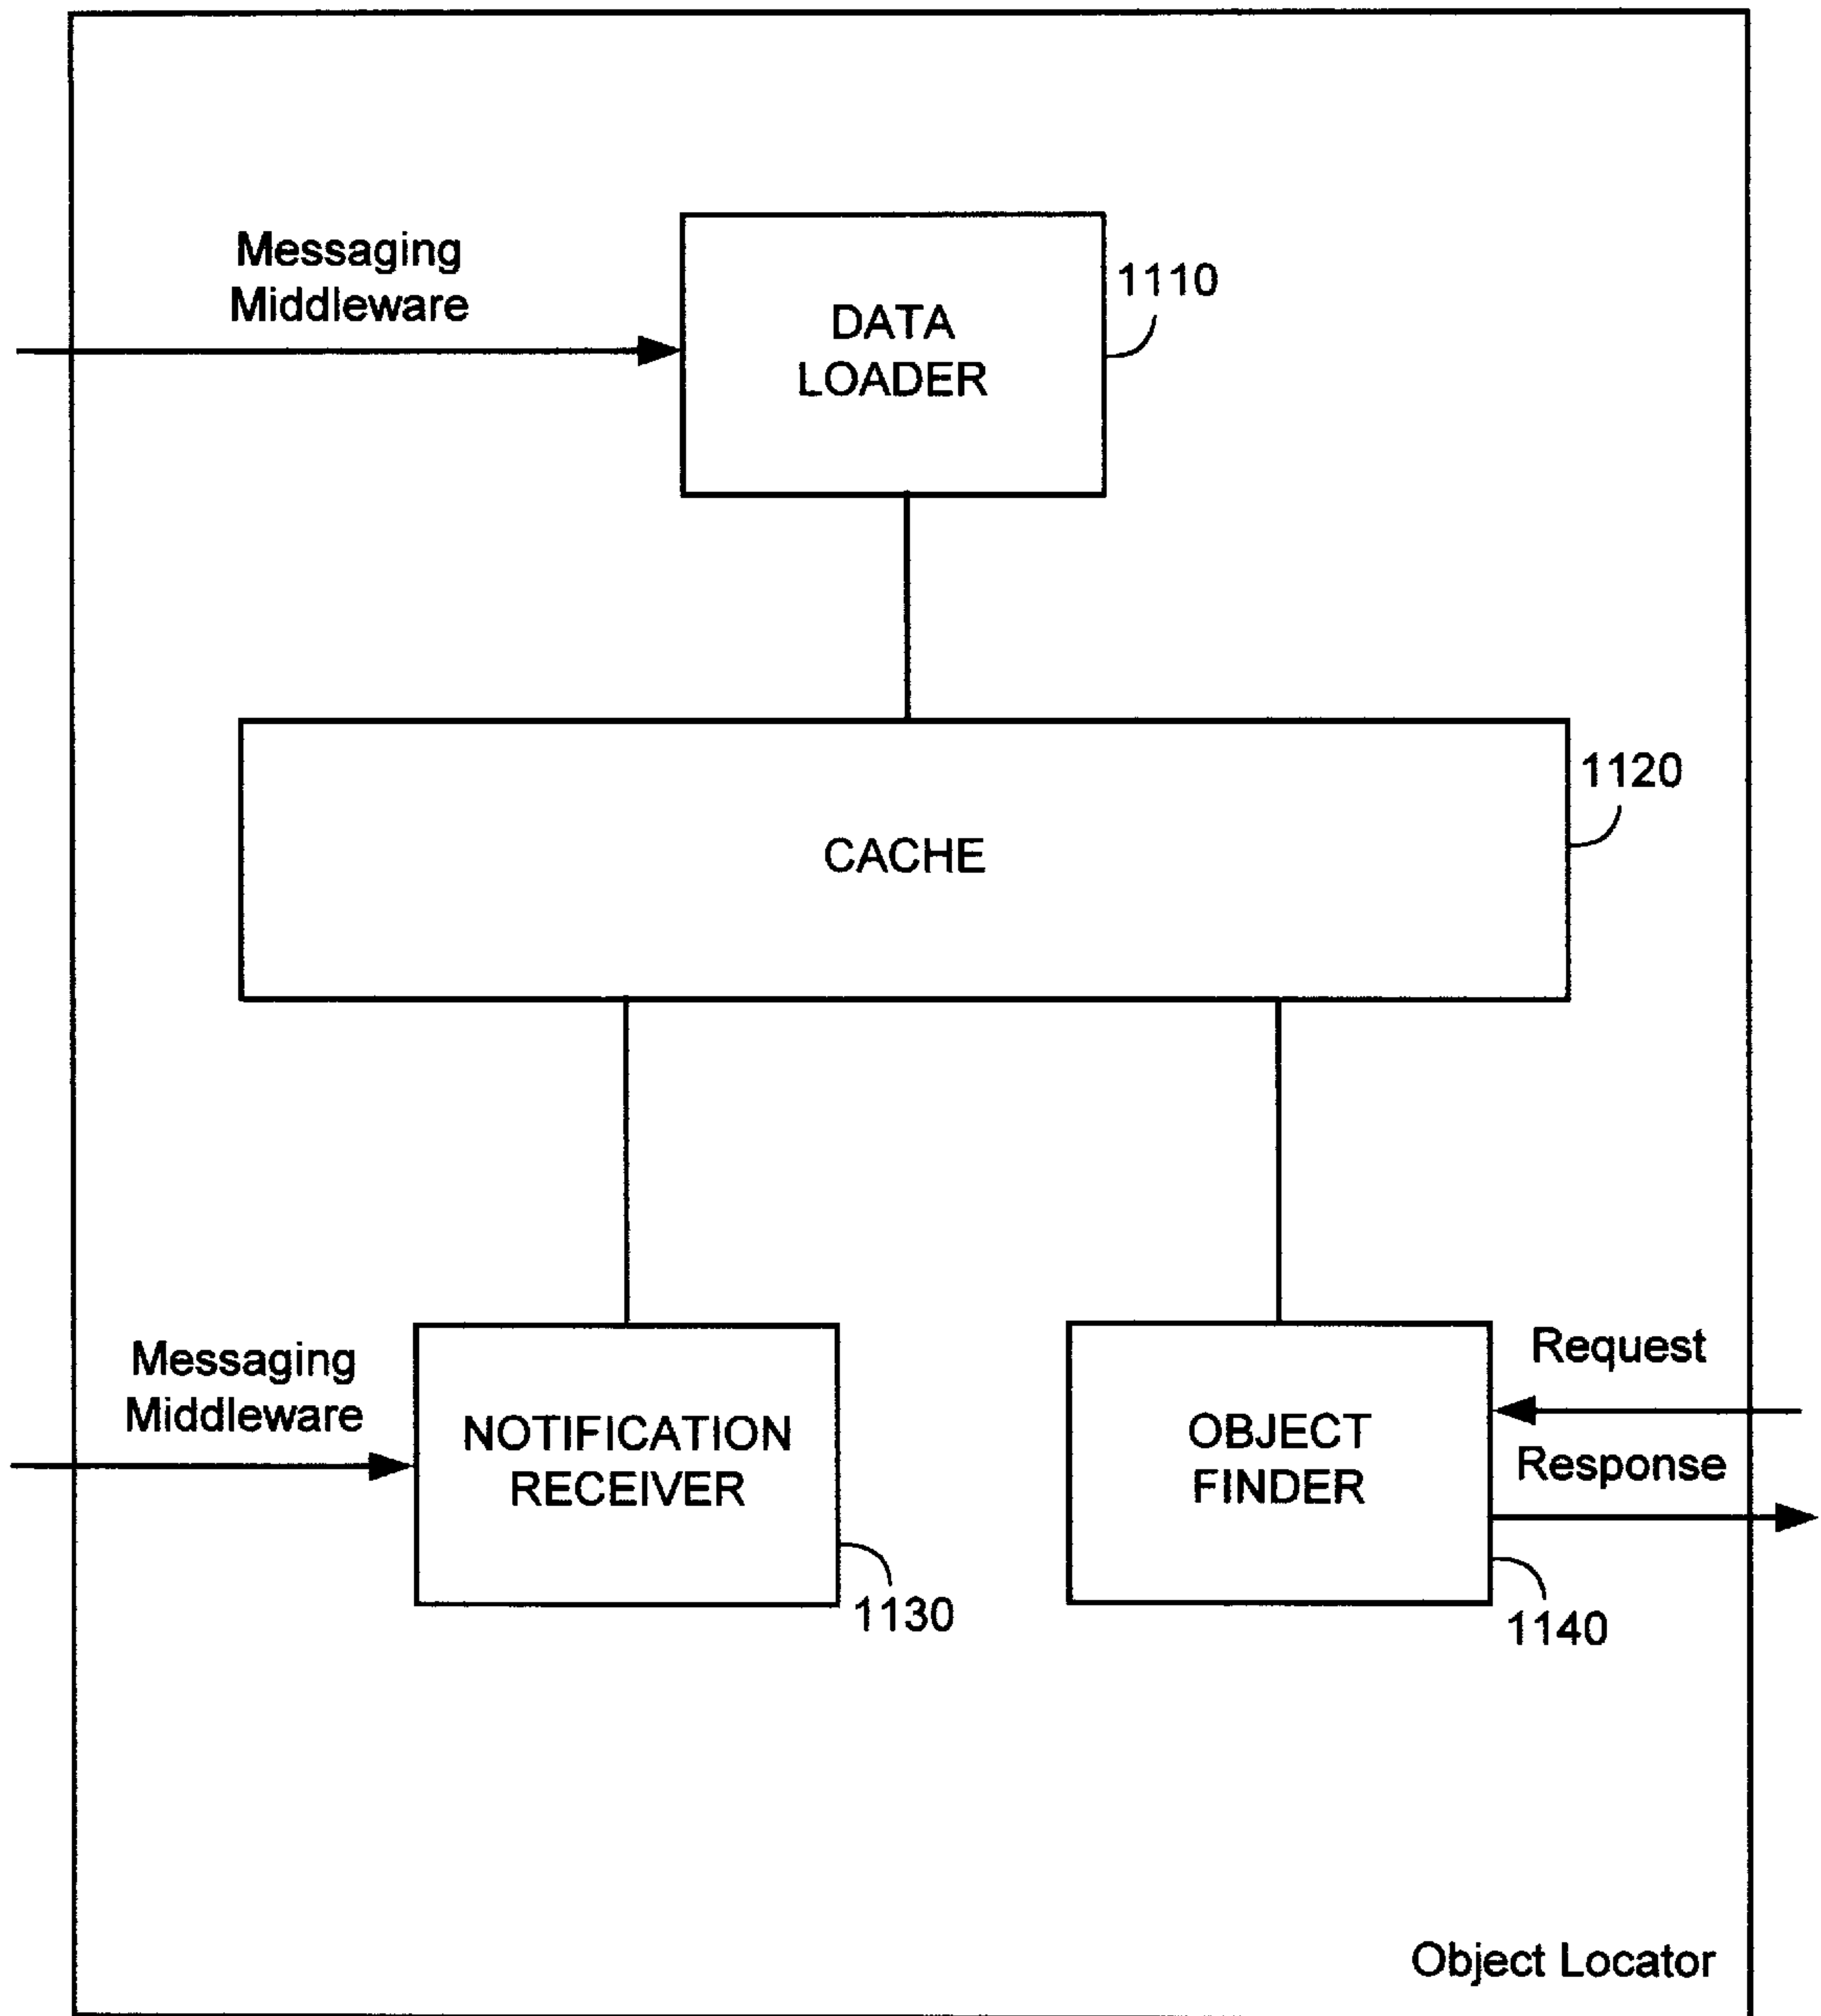 Messaging
Middleware
DATA
LOADER
1110
CACHE
1120
Messaging
Middleware
NOTIFICATION
RECEIVER
1130
OBJECT
FINDER
Request
Response
1140
Object Locator